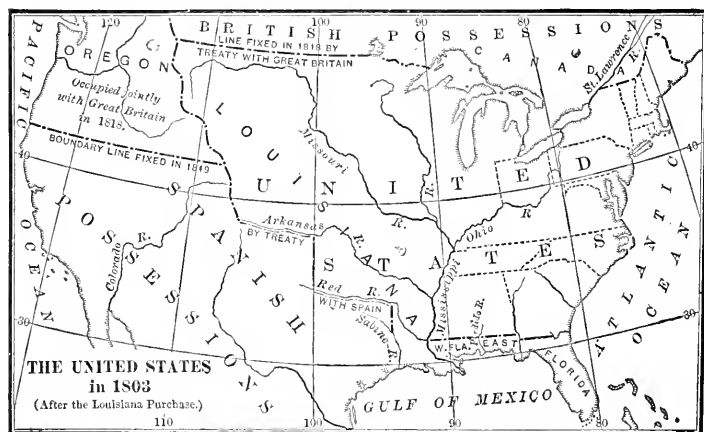 120
110
100
90
80
BRITISH POSSESSIONS
LINE FIXED IN 1818 BY
TREATY WITH GREAT BRITAIN
CANADA
St. Lawrence R.
PACIFIC
OCEAN
OREGON
Occupied Jointly
with Great Britain
in 1818.
BOUNDARY LINE FIXED IN 1819
LOUISIANA
Missouri
R.
R.
UNITED
STATES
40
40
SPANISH
POSSESSIONS
Colorado R.
Arkansas R.
BY TREATY
Red R.
WITH SPAIN
Sabine R.
Mississippi
Ohio R
W. FLA.
EAST
FLORIDA
ATLANTIC
OCEAN
30
30
THE UNITED STATES
in 1803
(After the Louisiana Purchase.)
GULF OF MEXICO
110
100
90
80